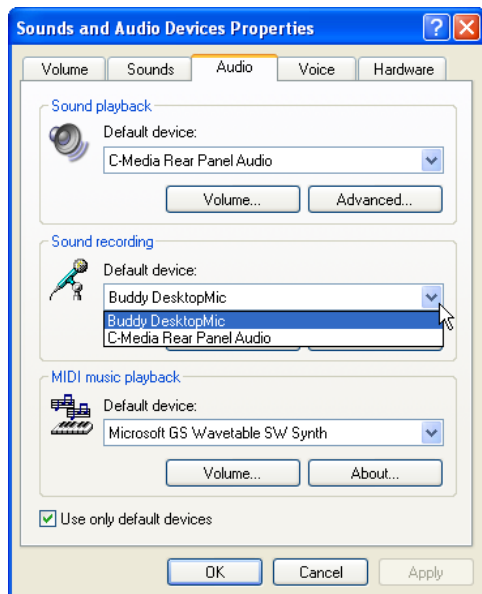 Sounds and Audio Devices Properties
Volume Sounds Audio Voice Hardware
Sound playback
Default device:
C-Media Rear Panel Audio
Volume... Advanced...
Sound recording
Default device:
Buddy DesktopMic
Buddy DesktopMic
C-Media Rear Panel Audio
MIDI music playback
Default device:
Microsoft GS Wavetable SW Synth
Volume... About...
Use only default devices
OK Cancel Apply